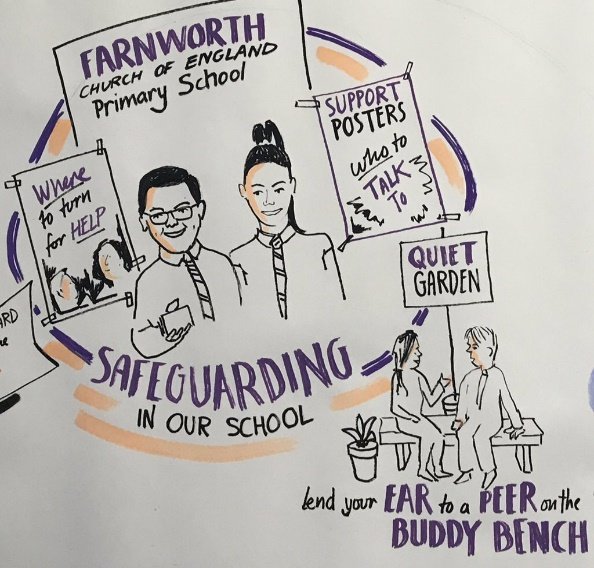 FARNWORTH
CHURCH OF ENGLAND
Primary School
SUPPORT
POSTERS
who to
TALK
TO
Where
to turn
for HELP
QUIET
GARDEN
SAFEGUARDING
IN OUR SCHOOL
lend your EAR to a PEER on the
BUDDY BENCH